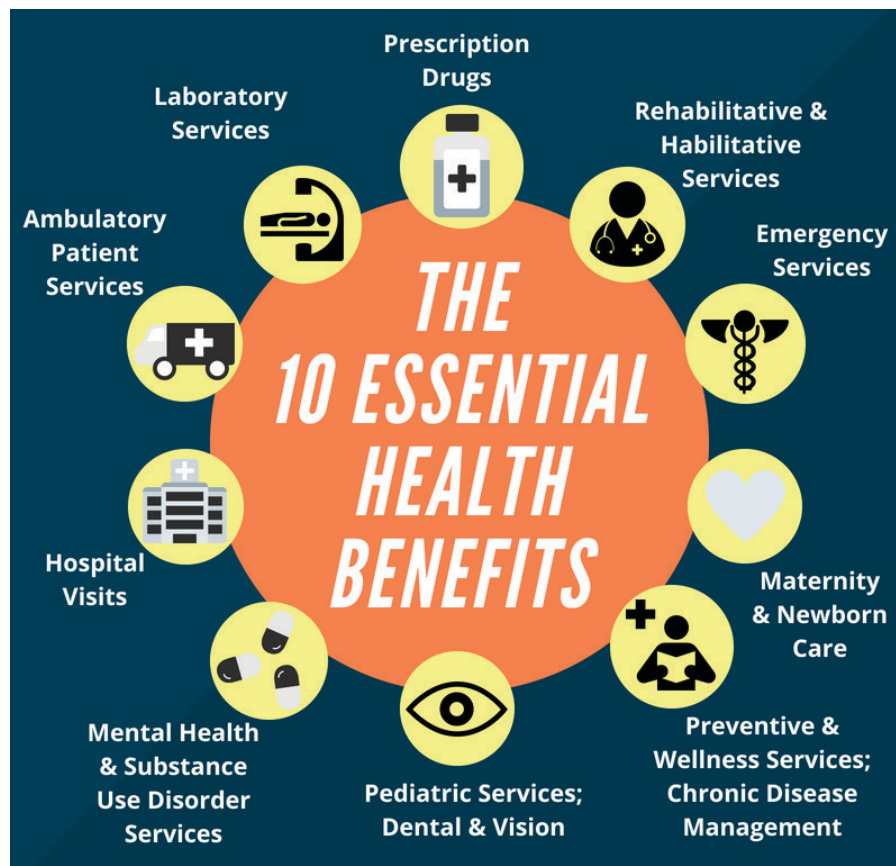 Prescription
Drugs
Laboratory
Services
Rehabilitative &
Habilitative
Services
Ambulatory
Patient
Services
Emergency
Services
THE
10 ESSENTIAL
HEALTH
BENEFITS
Hospital
Visits
Maternity
& Newborn
Care
Mental Health
& Substance
Use Disorder
Services
Pediatric Services;
Dental & Vision
Preventive &
Wellness Services;
Chronic Disease
Management